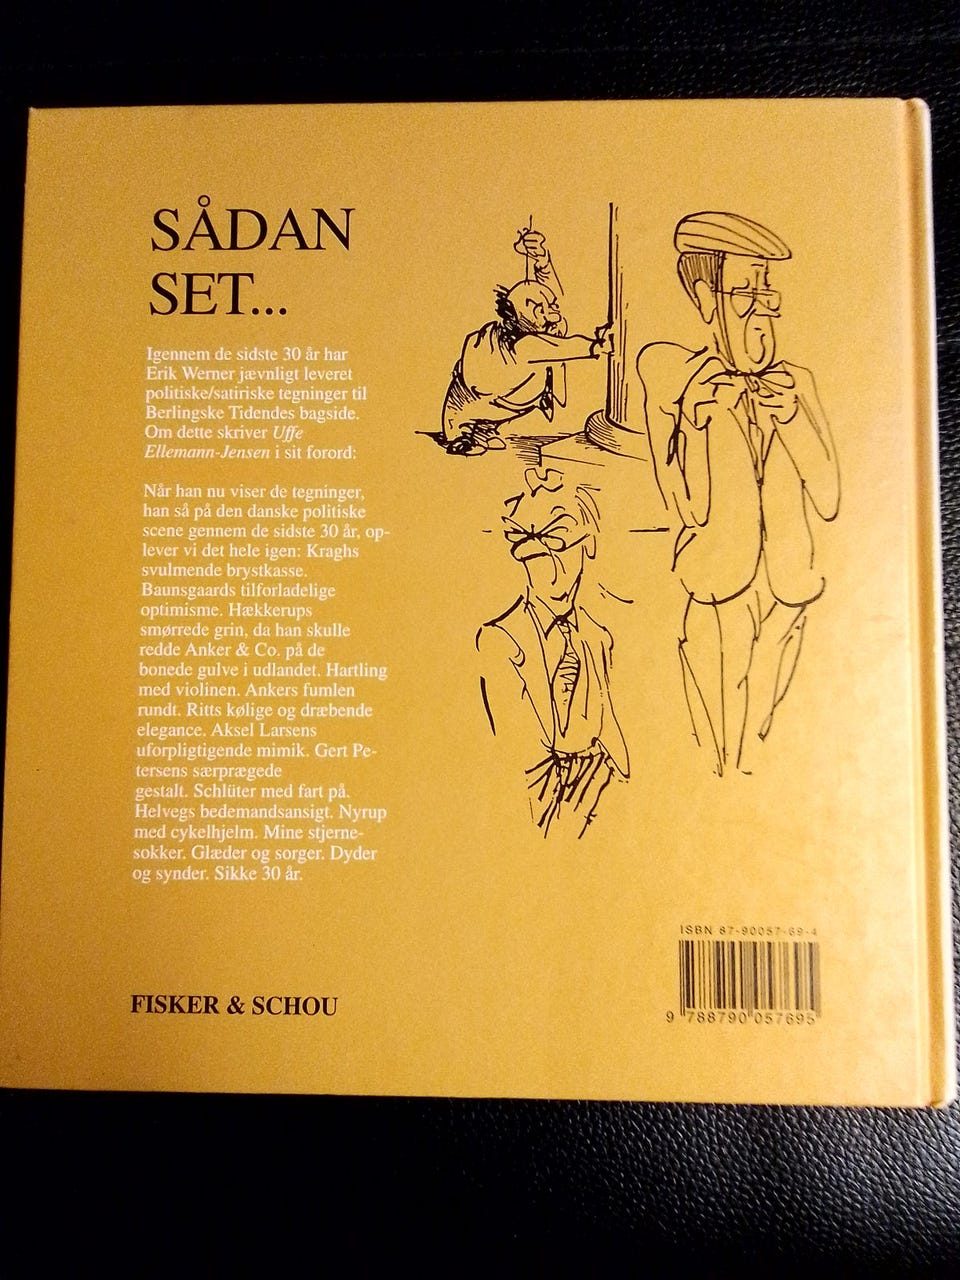 SÅDAN
SET...
Igennem de sidste 30 år har
Erik Werner jævnligt leveret
politiske/satiriske tegninger til
Berlingske Tidendes bagside.
Om dette skriver Uffe
Ellemann-Jensen i sit forord:
Når han nu viser de tegninger,
han så på den danske politiske
scene gennem de sidste 30 år, op-
lever vi det hele igen: Kraghs
svulmende brystkasse.
Baunsgaards tilforladelige
optimisme. Hækkerups
smørrede grin, da han skulle
redde Anker & Co. på de
bonede gulve i udlandet. Hartling
med violinen. Ankers fumlen
rundt. Ritts kølige og dræbende
elegance. Aksel Larsens
uforpligtigende mimik. Gert Pe-
tersens særprægede
gestalt. Schlüter med fart på.
Helvegs bedemandsansigt. Nyrup
med cykelhjelm. Mine stjerne-
sokker. Glæder og sorger. Dyder
og synder. Sikke 30 år.
FISKER & SCHOU
ISBN 87-90057-69-4
9 788790 057695